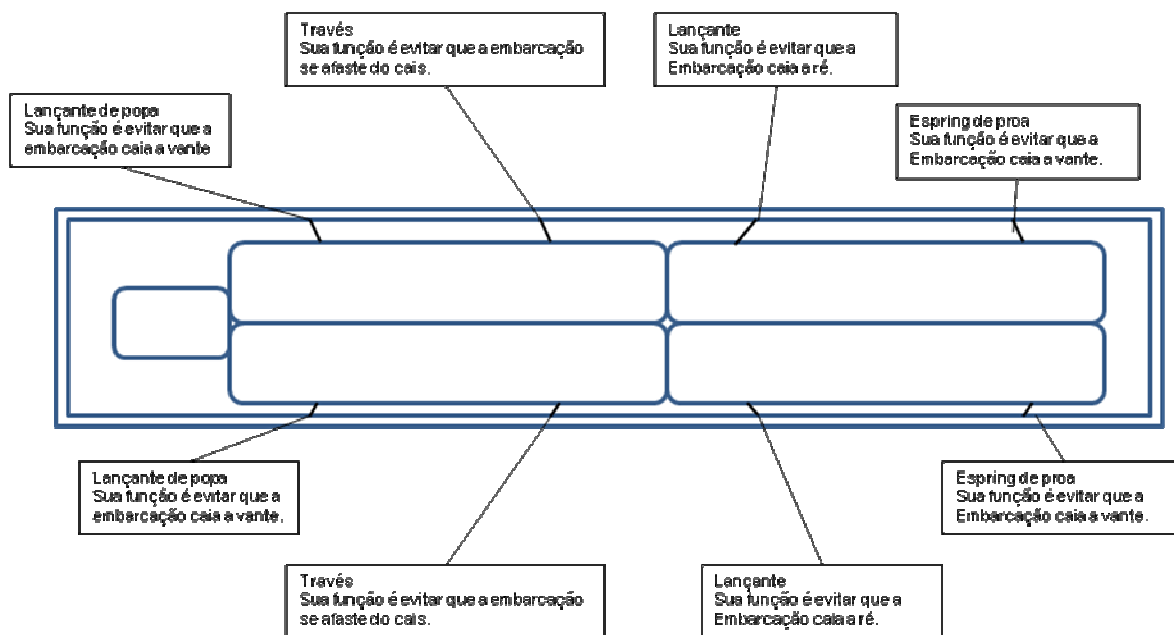 Través
Sua função é evitar que a embarcação
se afaste do cais.
Lançante
Sua função é evitar que a
Embarcação caia a ré.
Lançante de popa
Sua função é evitar que a
embarcação caia a vante
Espring de proa
Sua função é evitar que a
Embarcação caia a vante.
Lançante de popa
Sua função é evitar que a
embarcação caia a vante.
Espring de proa
Sua função é evitar que a
Embarcação caia a vante.
Través
Sua função é evitar que a embarcação
se afaste do cais.
Lançante
Sua função é evitar que a
Embarcação caia a ré.